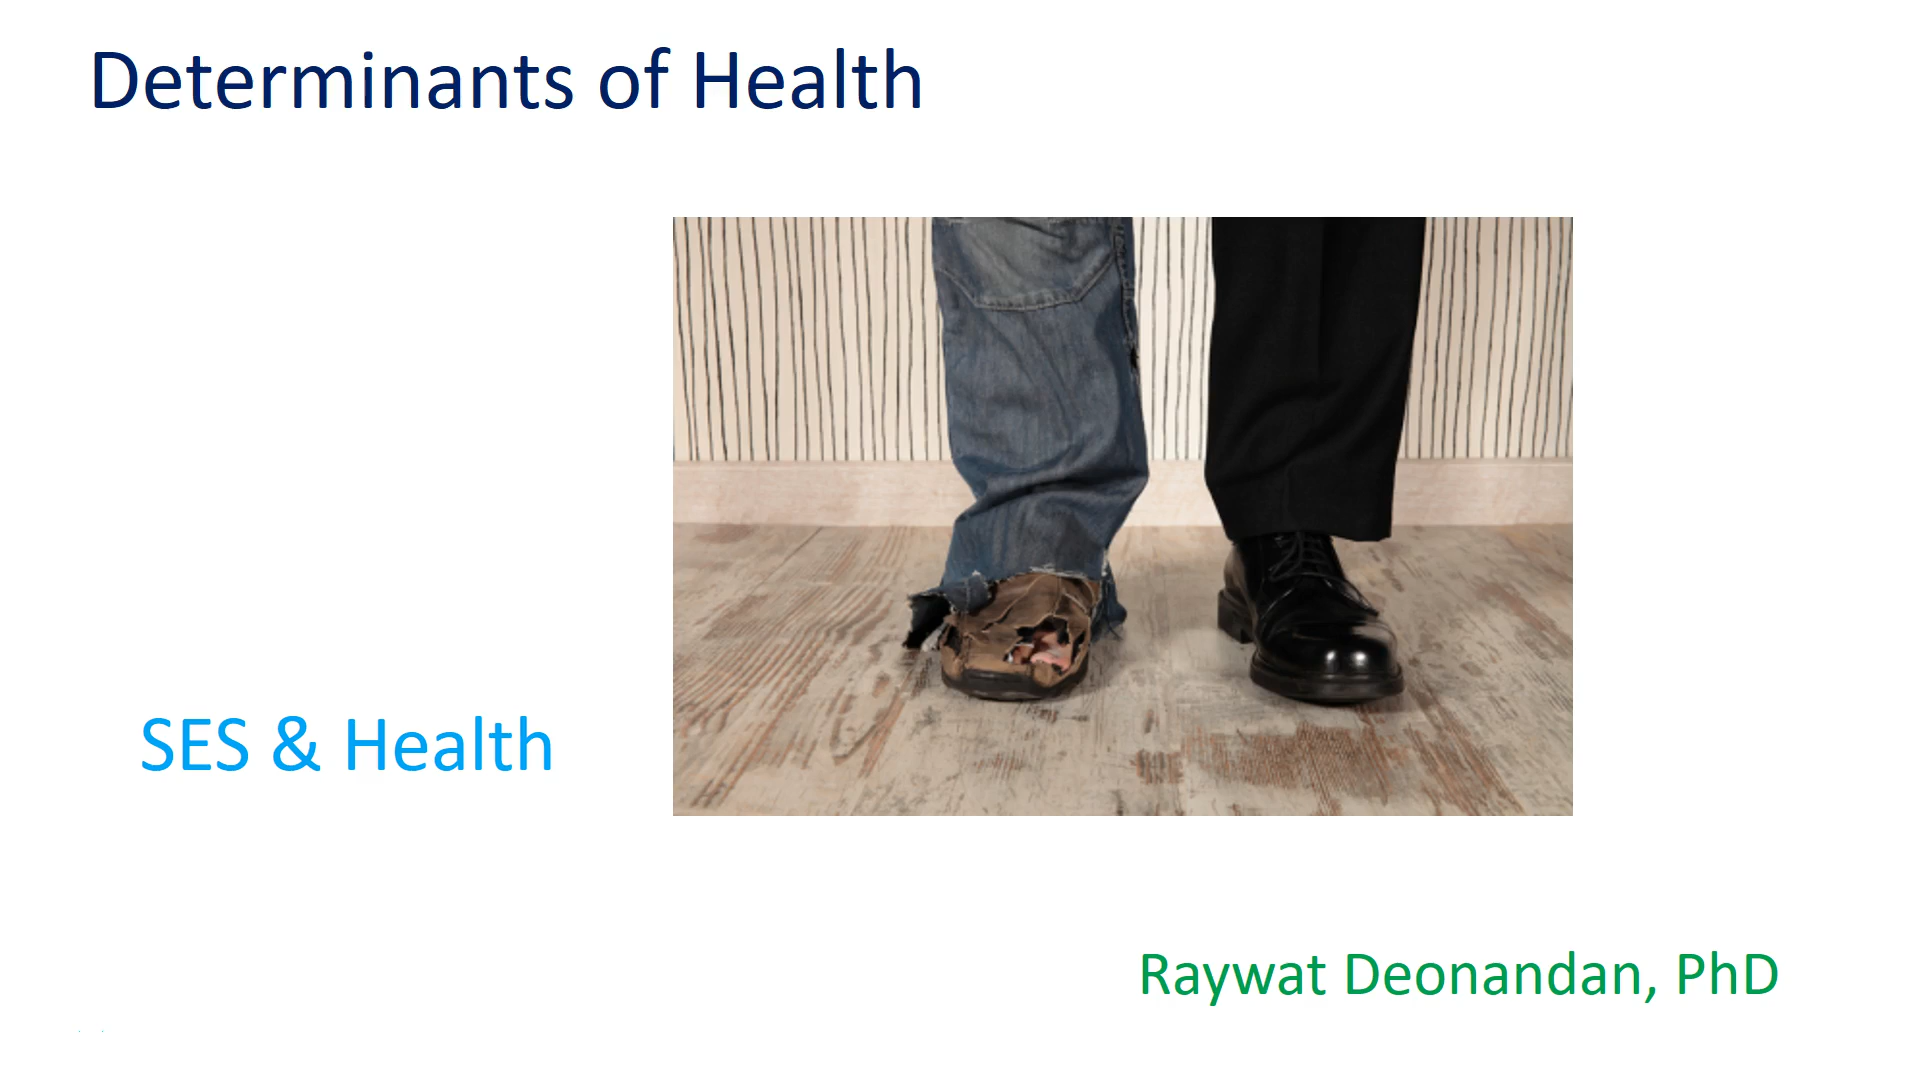 Determinants of Health
SES & Health
Raywat Deonandan, PhD